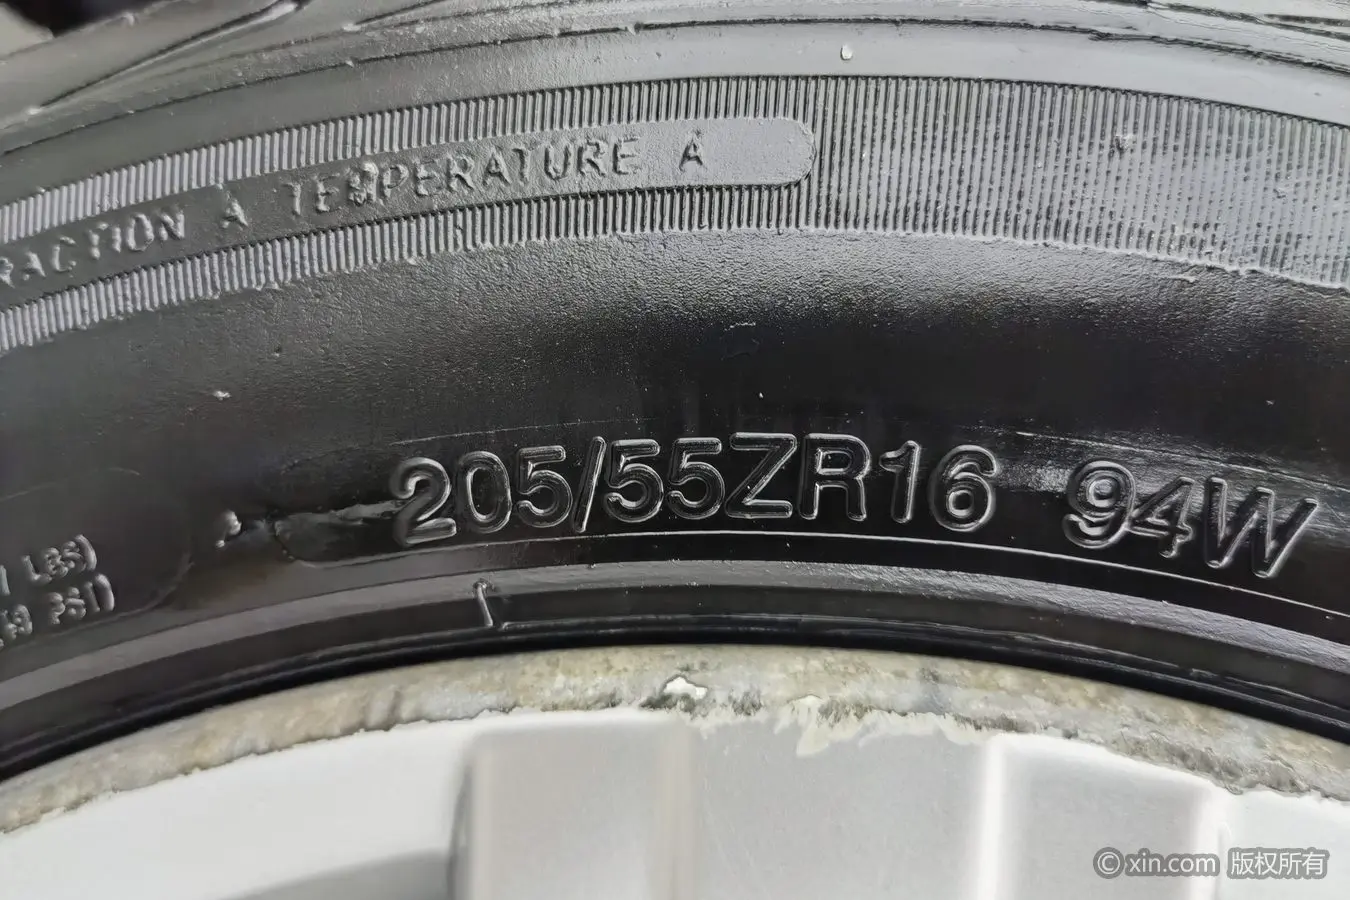 RACTION A TEMPERATURE A
205/55ZR16 94W
LBS)
PSI)
© xin.com 版权所有